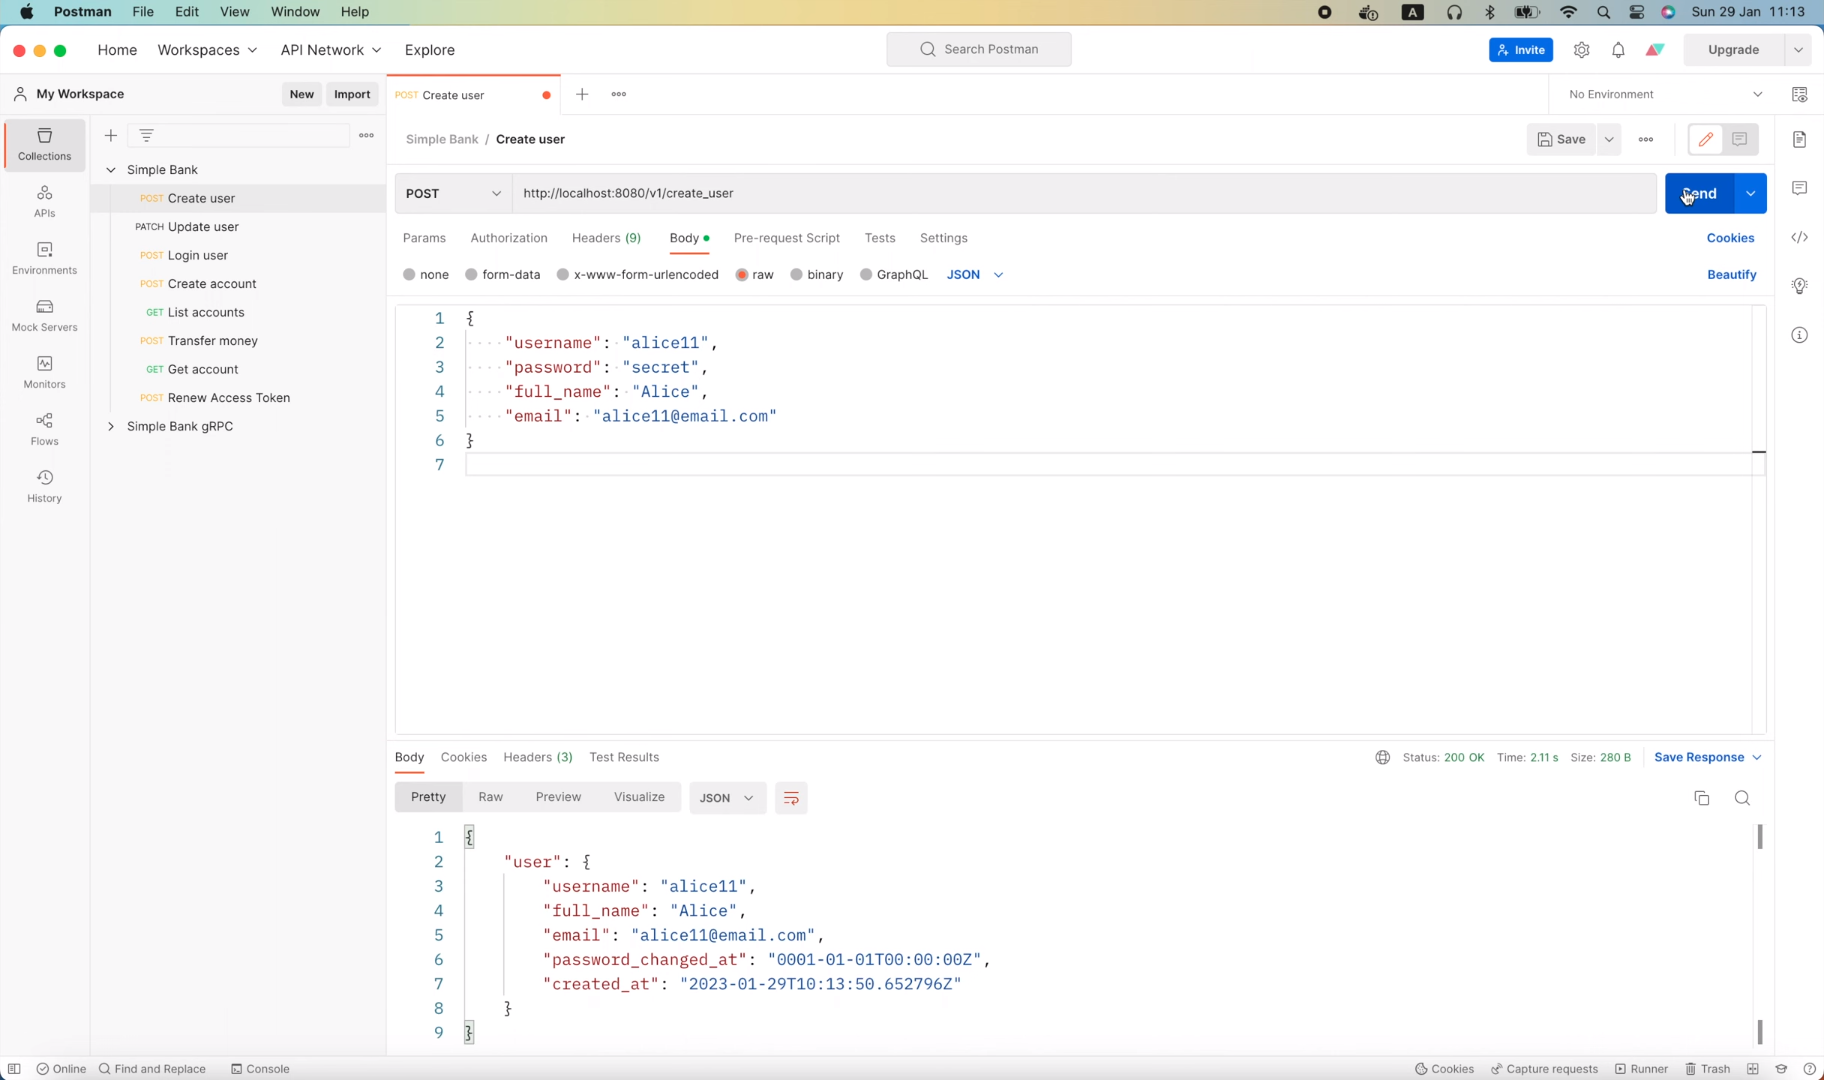 Postman File Edit View Window Help A Sun 29 Jan 11:13
Home Workspaces API Network Explore Search Postman Invite Upgrade
My Workspace New Import POST Create user No Environment
Collections
APIs
Environments
Mock Servers
Monitors
Flows
History
Simple Bank
POST Create user
PATCH Update user
POST Login user
POST Create account
GET List accounts
POST Transfer money
GET Get account
POST Renew Access Token
Simple Bank gRPC
Simple Bank / Create user Save
POST http://localhost:8080/v1/create_user
Params Authorization Headers (9) Body Pre-request Script Tests Settings Cookies
none form-data x-www-form-urlencoded raw binary GraphQL JSON Beautify
1 {
2 "username": "alice11",
3 "password": "secret",
4 "full_name": "Alice",
5 "email": "alice11@email.com"
6 }
7
Body Cookies Headers (3) Test Results Status: 200 OK Time: 2.11 s Size: 280 B Save Response
Pretty Raw Preview Visualize JSON
1 {
2 "user": {
3 "username": "alice11",
4 "full_name": "Alice",
5 "email": "alice11@email.com",
6 "password_changed_at": "0001-01-01T00:00:00Z",
7 "created_at": "2023-01-29T10:13:50.652796Z"
8 }
9 }
Online Find and Replace Console Cookies Capture requests Runner Trash